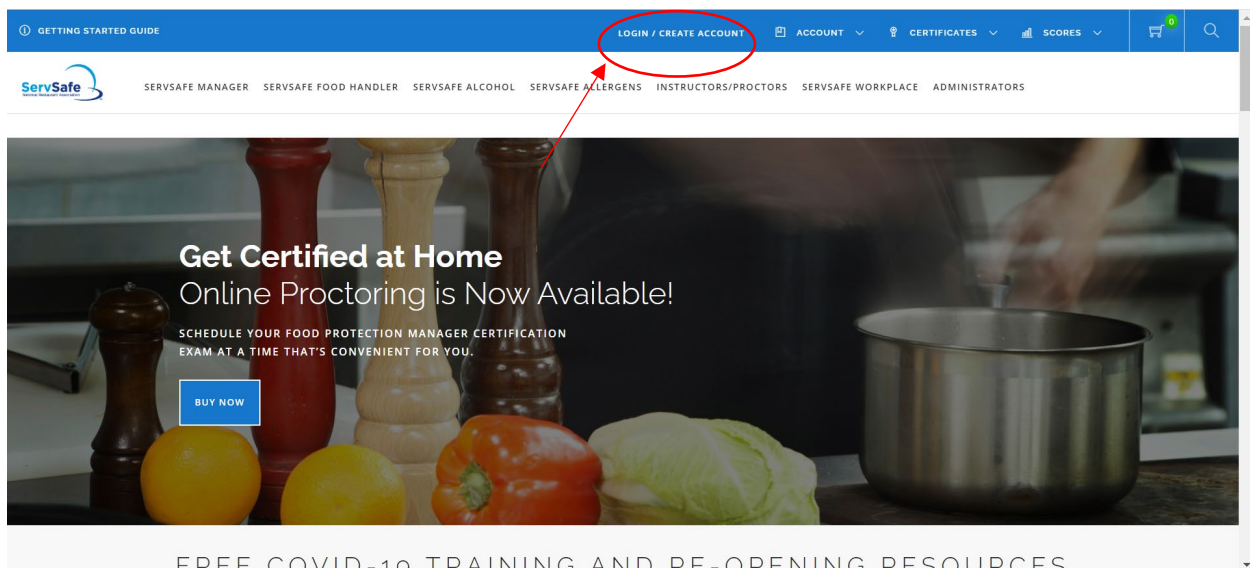 GETTING STARTED GUIDE
LOGIN / CREATE ACCOUNT
ACCOUNT
CERTIFICATES
SCORES
0
ServSafe
National Restaurant Association
SERVSAFE MANAGER
SERVSAFE FOOD HANDLER
SERVSAFE ALCOHOL
SERVSAFE ALLERGENS
INSTRUCTORS/PROCTORS
SERVSAFE WORKPLACE
ADMINISTRATORS
Get Certified at Home
Online Proctoring is Now Available!
SCHEDULE YOUR FOOD PROTECTION MANAGER CERTIFICATION
EXAM AT A TIME THAT'S CONVENIENT FOR YOU.
BUY NOW
FREE COVID-19 TRAINING AND RE-OPENING RESOURCES